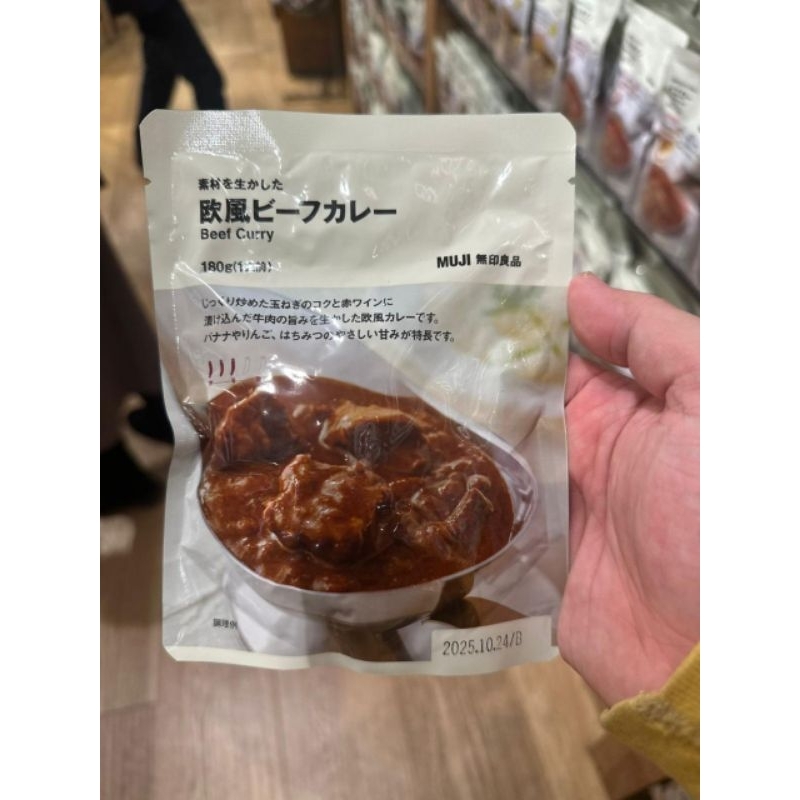 素材を生かした
欧風ビーフカレー
Beef Curry
180g(1人前)
MUJI 無印良品
じっくり炒めた玉ねぎのコクと赤ワインに
漬け込んだ牛肉の旨みを生かした欧風カレーです。
バナナやりんご、はちみつのやさしい甘みが特長です。
調理例
2025.10.24/B